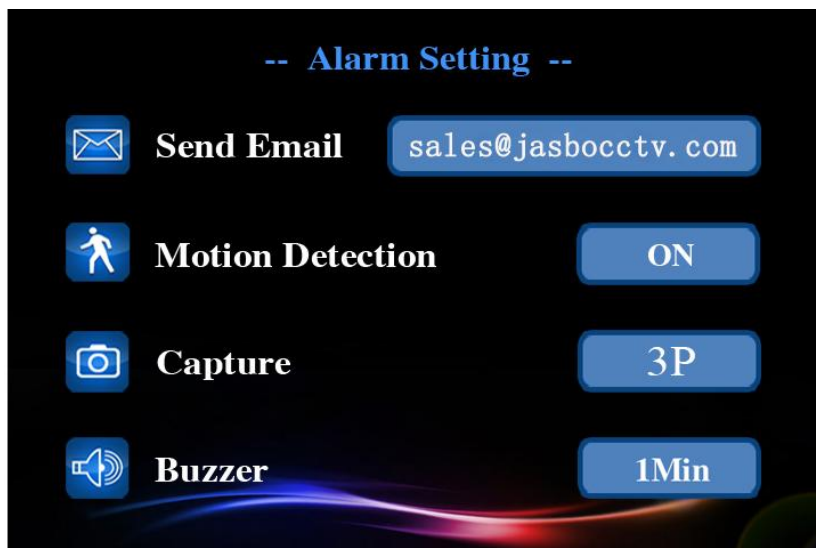 -- Alarm Setting --
Send Email sales@jasbocctv.com
Motion Detection ON
Capture 3P
Buzzer 1Min